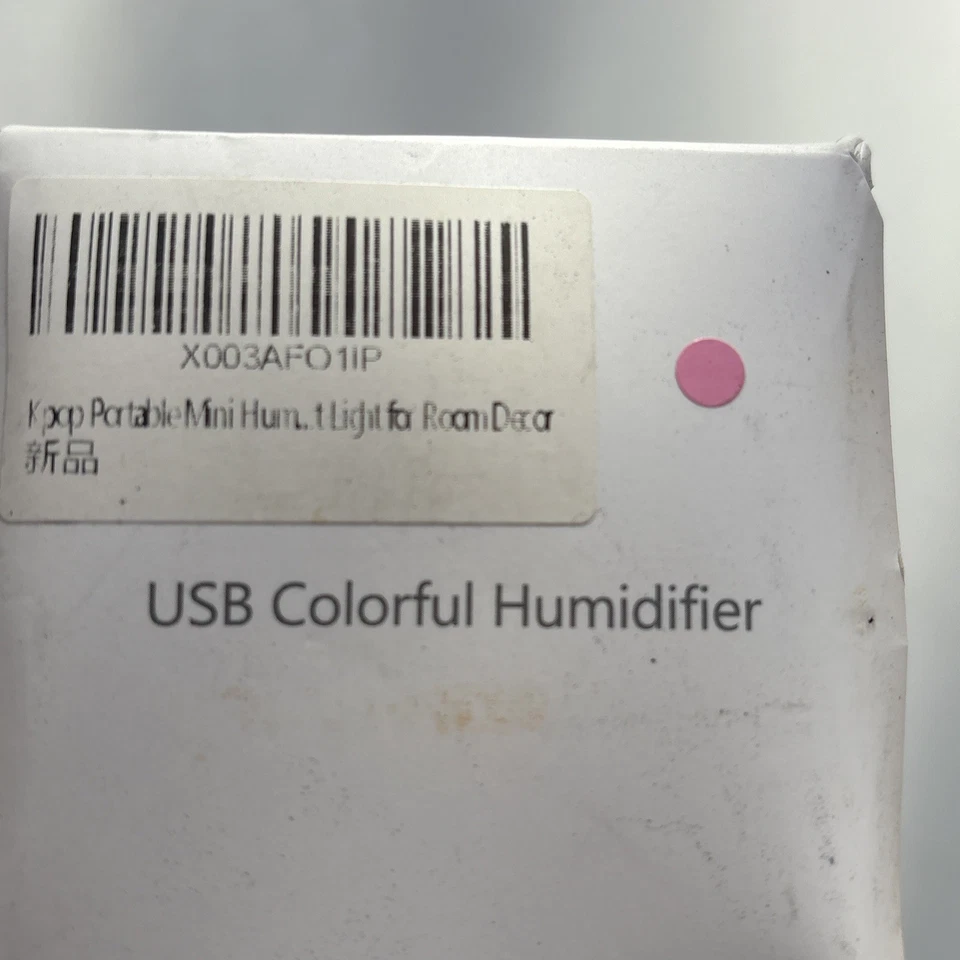 X003AFO1IP
Kpop Portable Mini Hum...t Light for Room Decor
新品
USB Colorful Humidifier